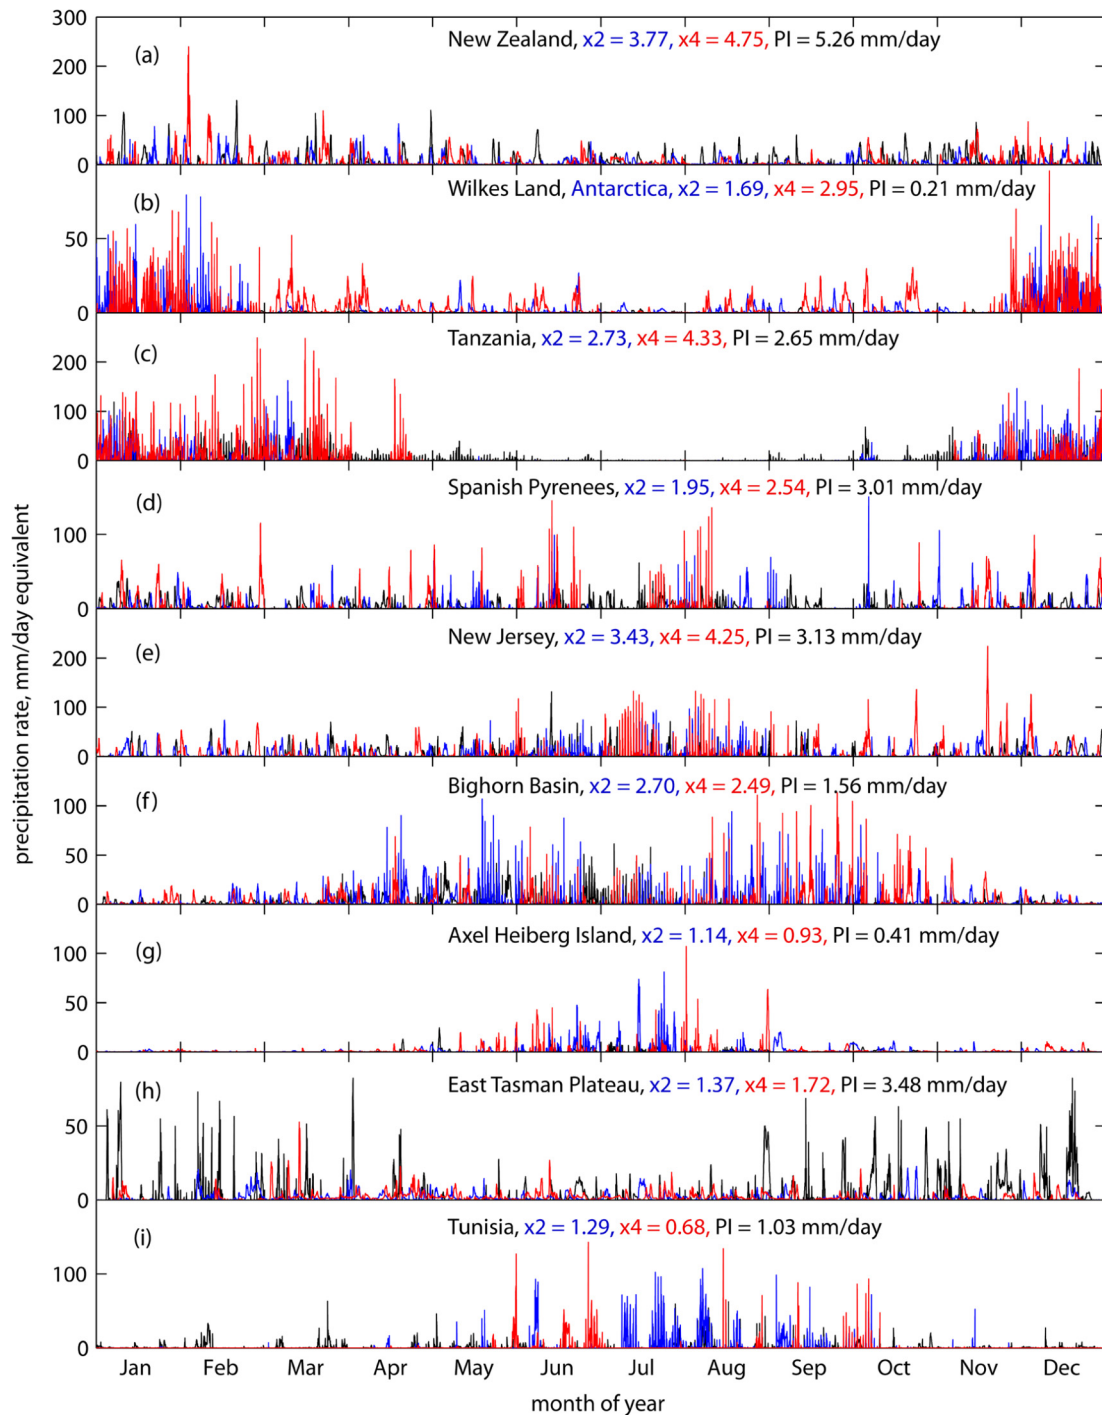 300
(a)
New Zealand, x2 = 3.77, x4 = 4.75, PI = 5.26 mm/day
200
100
0
(b)
Wilkes Land, Antarctica, x2 = 1.69, x4 = 2.95, PI = 0.21 mm/day
50
0
(c)
Tanzania, x2 = 2.73, x4 = 4.33, PI = 2.65 mm/day
200
100
0
(d)
Spanish Pyrenees, x2 = 1.95, x4 = 2.54, PI = 3.01 mm/day
100
0
(e)
New Jersey, x2 = 3.43, x4 = 4.25, PI = 3.13 mm/day
200
100
0
(f)
Bighorn Basin, x2 = 2.70, x4 = 2.49, PI = 1.56 mm/day
100
50
0
(g)
Axel Heiberg Island, x2 = 1.14, x4 = 0.93, PI = 0.41 mm/day
100
50
0
(h)
East Tasman Plateau, x2 = 1.37, x4 = 1.72, PI = 3.48 mm/day
50
0
(i)
Tunisia, x2 = 1.29, x4 = 0.68, PI = 1.03 mm/day
100
0
Jan Feb Mar Apr May Jun Jul Aug Sep Oct Nov Dec
month of year
precipitation rate, mm/day equivalent